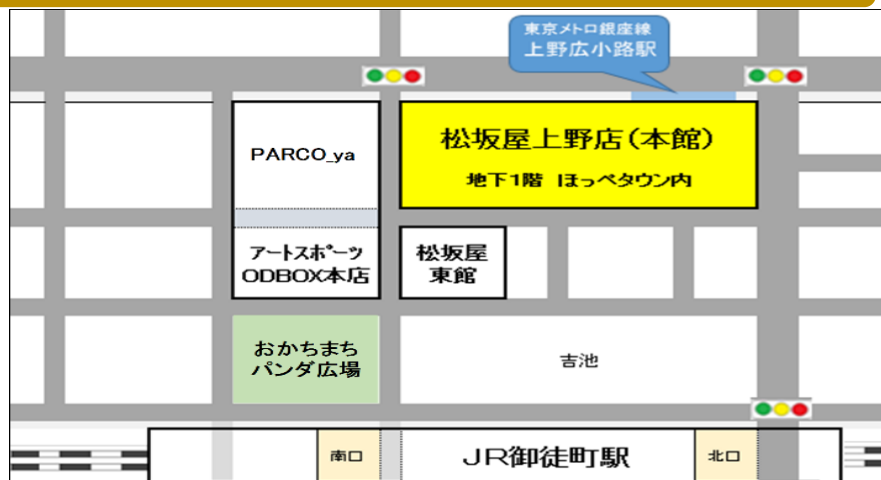 東京メトロ銀座線
上野広小路駅
PARCO_ya
松坂屋上野店(本館)
地下1階 ほっぺタウン内
アートスポーツ
ODBOX本店
松坂屋
東館
おかちまち
パンダ広場
吉池
南口
JR御徒町駅
北口